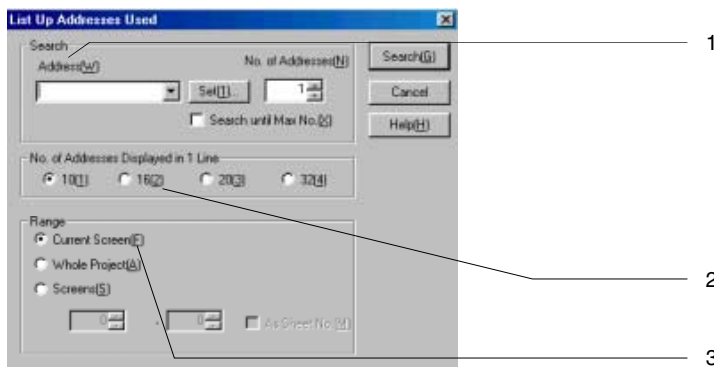 List Up Addresses Used
Search
Address(W)
No. of Addresses(N)
Set(T)...
1
Search until Max No.(X)
Search(G)
Cancel
Help(H)
No. of Addresses Displayed in 1 Line
10(1) 16(2) 20(3) 32(4)
Range
Current Screen(F)
Whole Project(A)
Screens(S)
0 - 0 As Sheet No.(M)
1
2
3